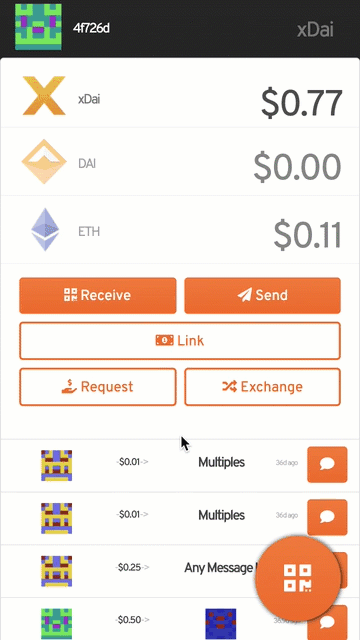 4f726d xDai
xDai $0.77
DAI $0.00
ETH $0.11
Receive Send
Link
Request Exchange
-$0.01-> Multiples 36d ago
-$0.01-> Multiples 36d ago
-$0.25-> Any Message
-$0.50->